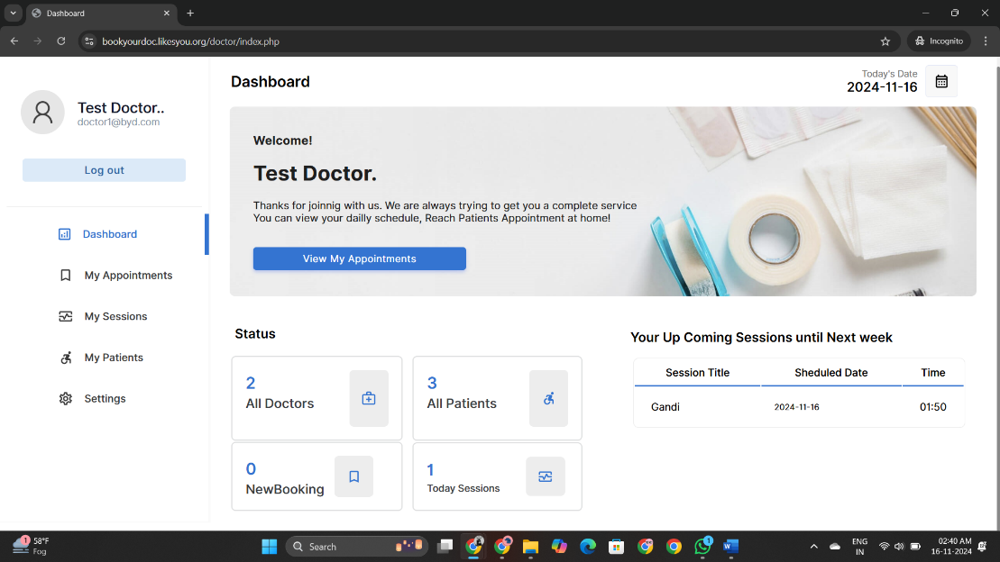 Dashboard
bookyourdoc.likesyou.org/doctor/index.php
Incognito
Test Doctor..
doctor1@byd.com
Log out
Dashboard
My Appointments
My Sessions
My Patients
Settings
Dashboard
Today's Date
2024-11-16
Welcome!
Test Doctor.
Thanks for joinnig with us. We are always trying to get you a complete service
You can view your dailly schedule, Reach Patients Appointment at home!
View My Appointments
Status
2
All Doctors
3
All Patients
0
NewBooking
1
Today Sessions
Your Up Coming Sessions until Next week
Session Title Sheduled Date Time
Gandi 2024-11-16 01:50
1
58°F
Fog
Search
1
ENG
IN
02:40 AM
16-11-2024